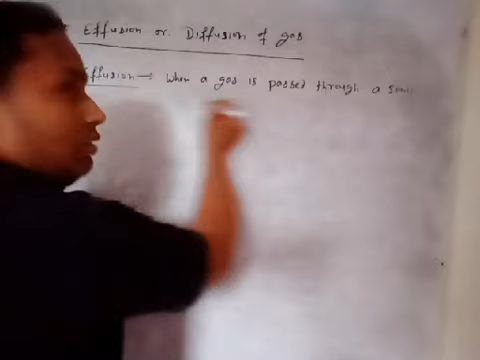 Effusion or Diffusion of gas
Effusion → When a gas is passed through a small